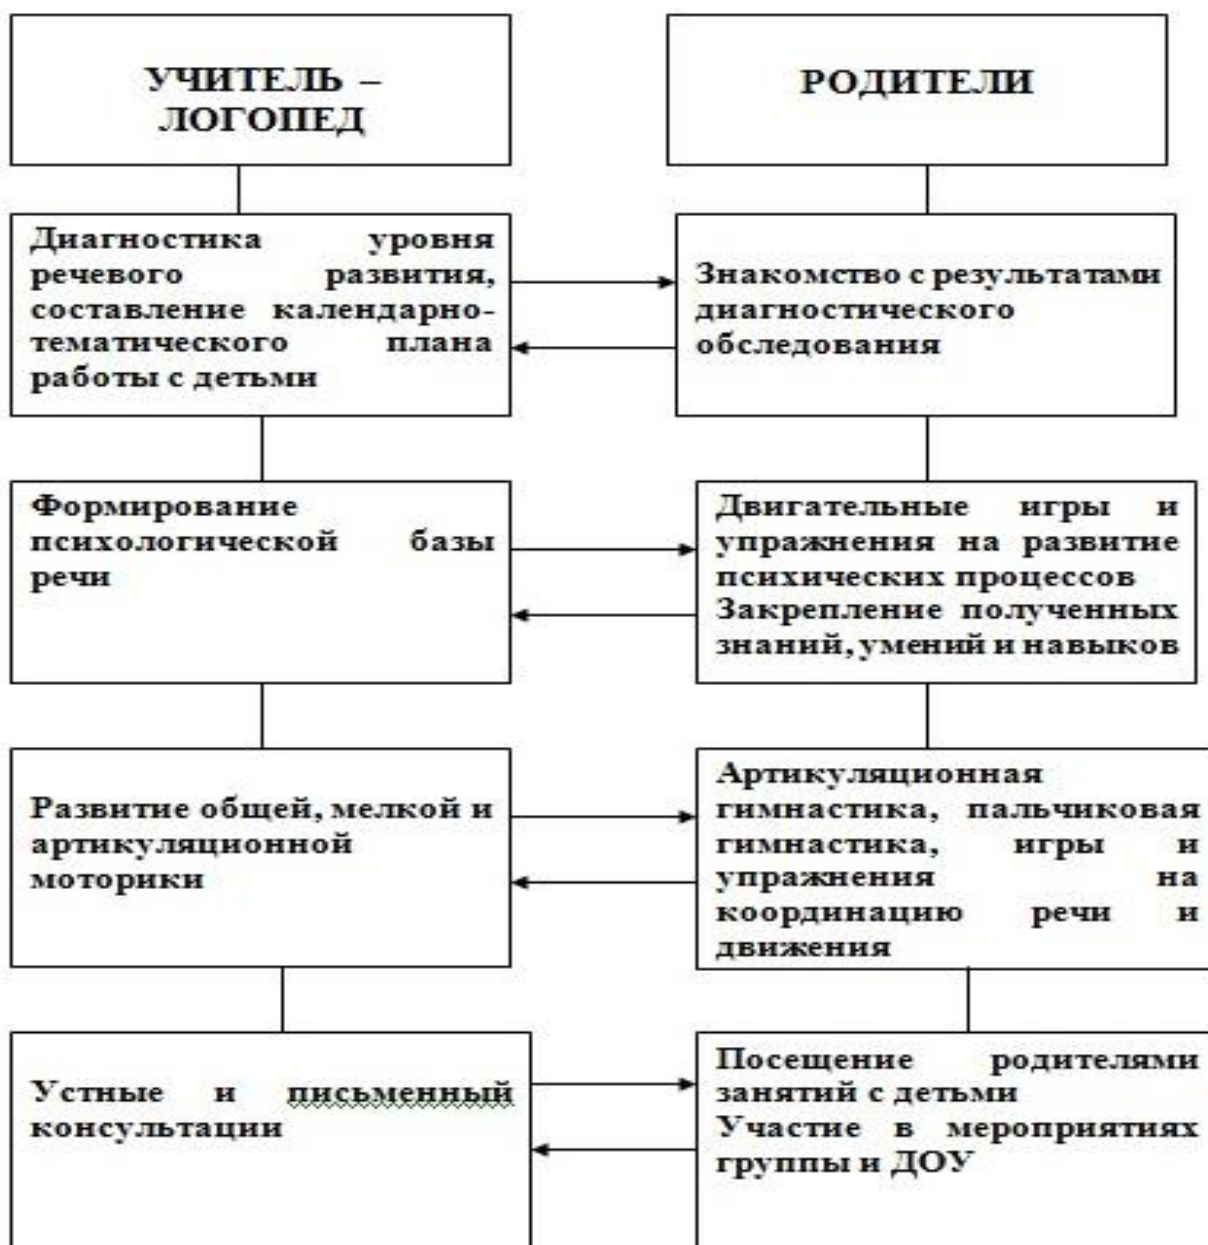 УЧИТЕЛЬ –
ЛОГОПЕД
РОДИТЕЛИ
Диагностика уровня
речевого развития,
составление календарно-
тематического плана
работы с детьми
Знакомство с результатами
диагностического
обследования
Формирование
психологической базы
речи
Двигательные игры и
упражнения на развитие
психических процессов
Закрепление полученных
знаний, умений и навыков
Развитие общей, мелкой и
артикуляционной
моторики
Артикуляционная
гимнастика, пальчиковая
гимнастика, игры и
упражнения на
координацию речи и
движения
Устные и письменный
консультации
Посещение родителями
занятий с детьми
Участие в мероприятиях
группы и ДОУ